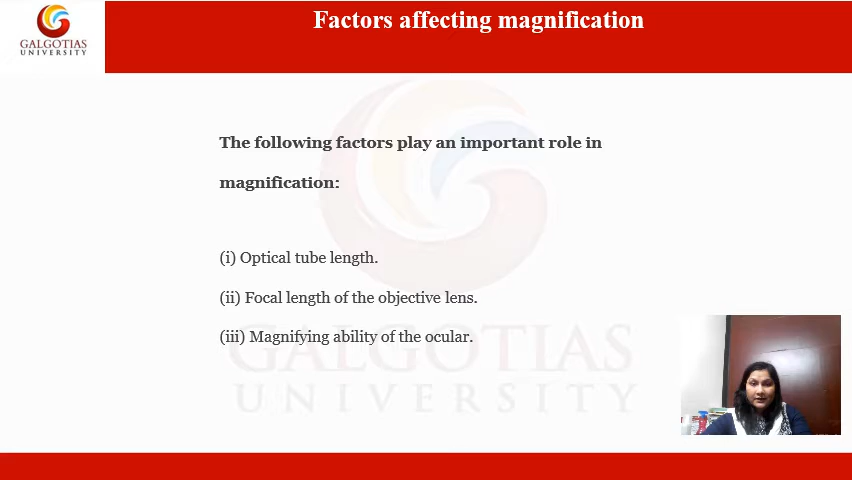 Factors affecting magnification
GALGOTIAS
UNIVERSITY
The following factors play an important role in
magnification:
(i) Optical tube length.
(ii) Focal length of the objective lens.
(iii) Magnifying ability of the ocular.
GALGOTIAS
UNIVERSITY